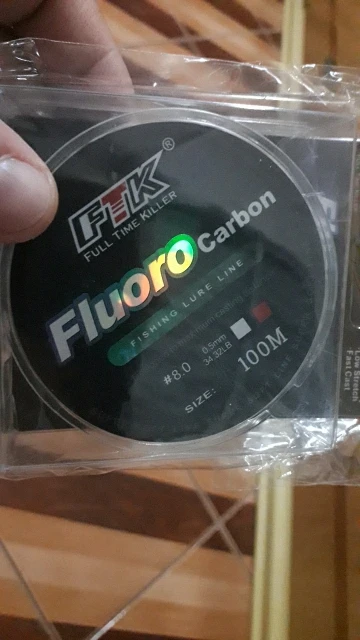 FTK®
FULL TIME KILLER
Fluoro Carbon
FISHING LURE LINE
#8.0
0.5mm
34.32LB
SIZE: 100M
Low Stretch
Fast Cast